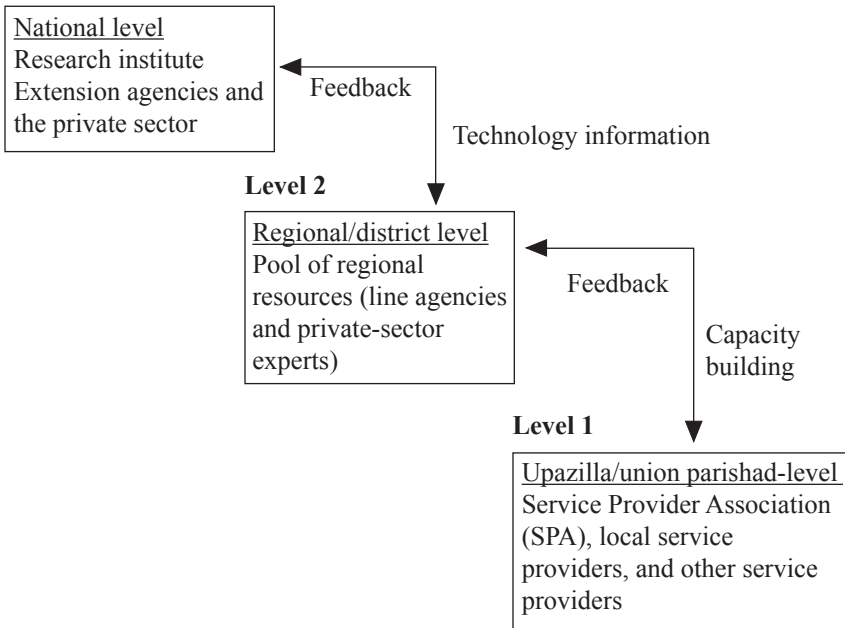 National level
Research institute
Extension agencies and
the private sector
Feedback
Technology information
Level 2
Regional/district level
Pool of regional
resources (line agencies
and private-sector
experts)
Feedback
Capacity
building
Level 1
Upazilla/union parishad-level
Service Provider Association
(SPA), local service
providers, and other service
providers